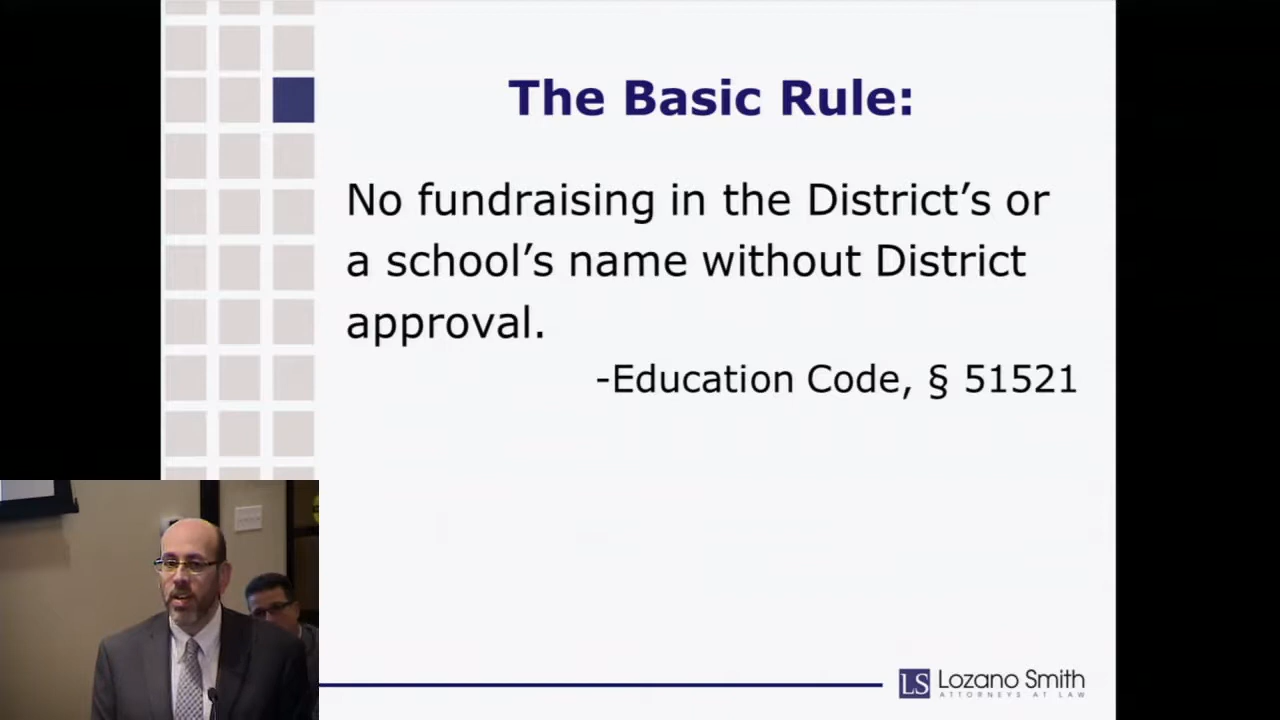 The Basic Rule:
No fundraising in the District’s or
a school’s name without District
approval.
-Education Code, § 51521
LS Lozano Smith
ATTORNEYS AT LAW